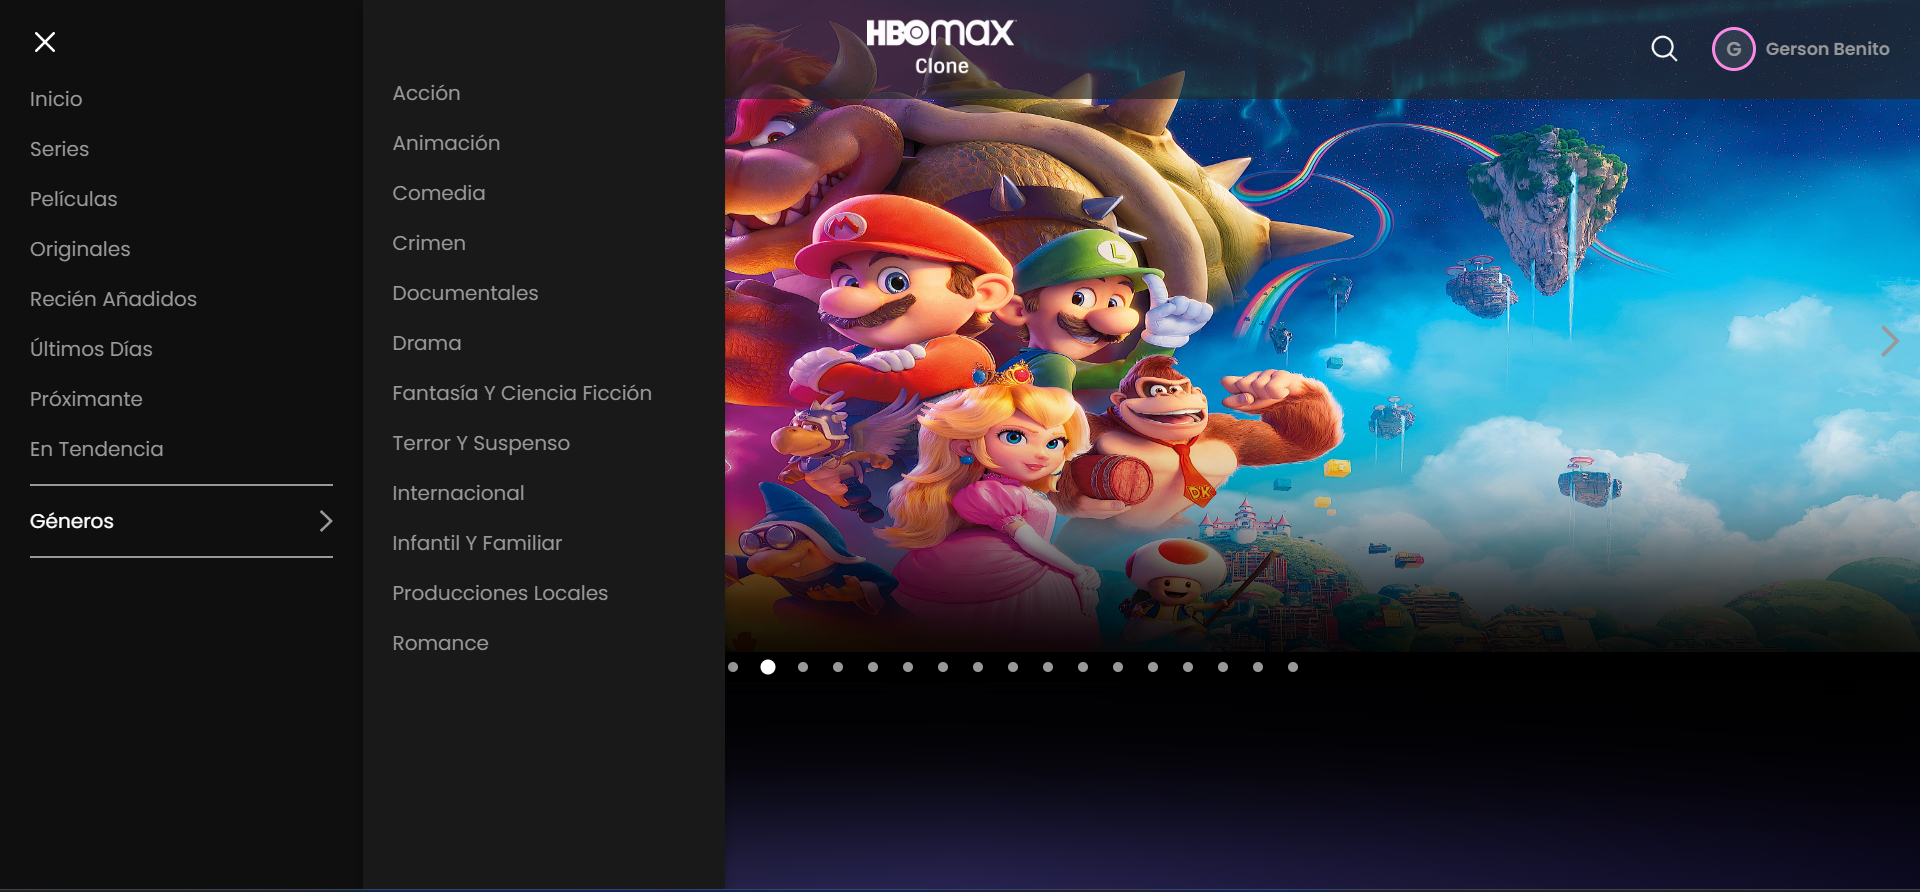 Inicio
Series
Películas
Originales
Recién Añadidos
Últimos Días
Próximante
En Tendencia
Géneros
Acción
Animación
Comedia
Crimen
Documentales
Drama
Fantasía Y Ciencia Ficción
Terror Y Suspenso
Internacional
Infantil Y Familiar
Producciones Locales
Romance
HBOmax
Clone
G
Gerson Benito
M
L
DK